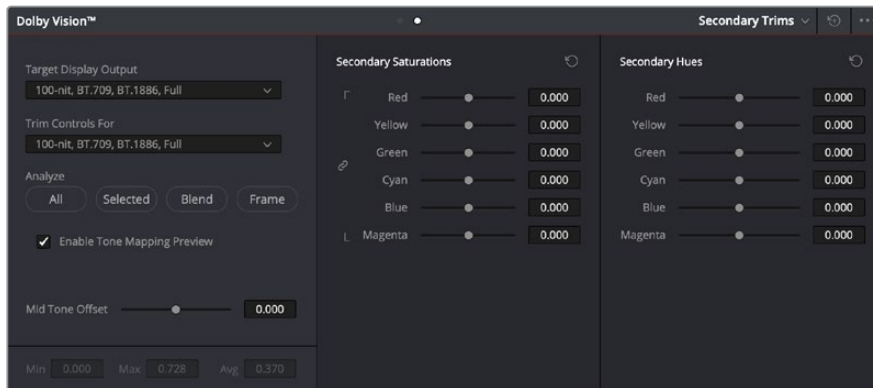 Dolby Vision™
Secondary Trims
Target Display Output
100-nit, BT.709, BT.1886, Full
Trim Controls For
100-nit, BT.709, BT.1886, Full
Analyze
All Selected Blend Frame
Enable Tone Mapping Preview
Mid Tone Offset 0.000
Min 0.000 Max 0.728 Avg 0.370
Secondary Saturations
Red 0.000
Yellow 0.000
Green 0.000
Cyan 0.000
Blue 0.000
Magenta 0.000
Secondary Hues
Red 0.000
Yellow 0.000
Green 0.000
Cyan 0.000
Blue 0.000
Magenta 0.000